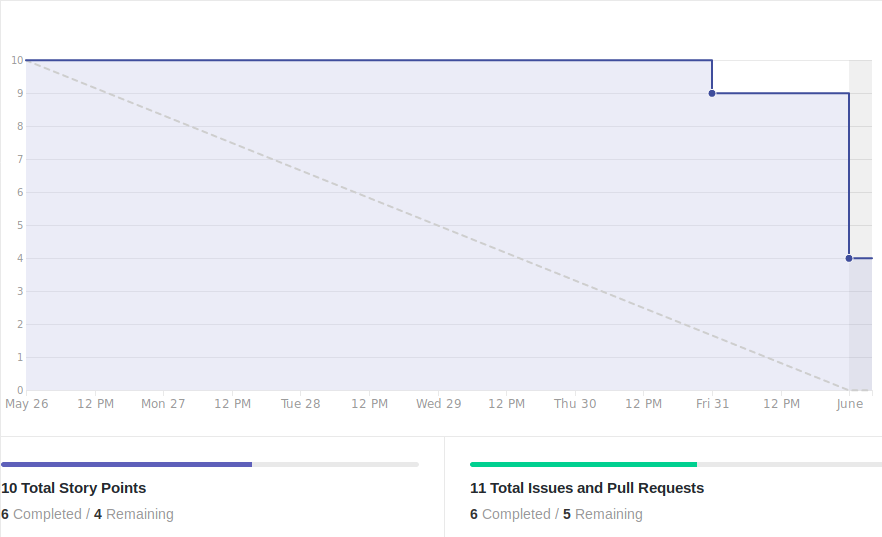 10
9
8
7
6
5
4
3
2
1
0
May 26 12 PM Mon 27 12 PM Tue 28 12 PM Wed 29 12 PM Thu 30 12 PM Fri 31 12 PM June
10 Total Story Points
6 Completed / 4 Remaining
11 Total Issues and Pull Requests
6 Completed / 5 Remaining